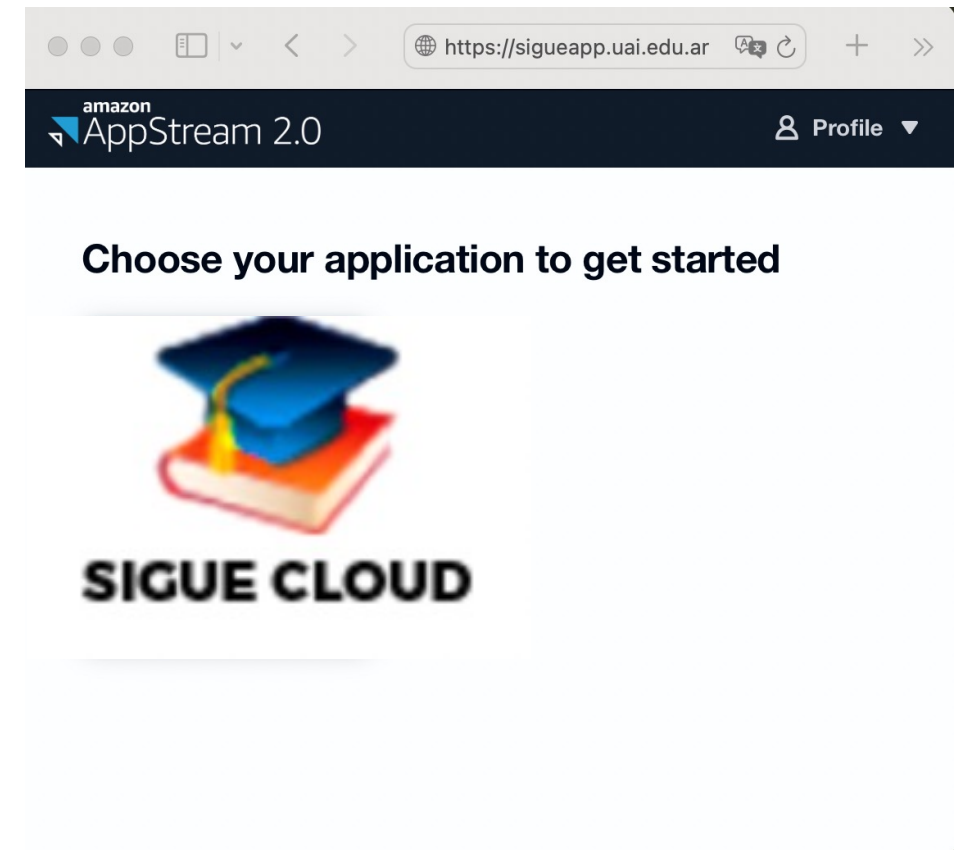 https://sigueapp.uai.edu.ar
amazon
AppStream 2.0
Profile
Choose your application to get started
SIGUE CLOUD